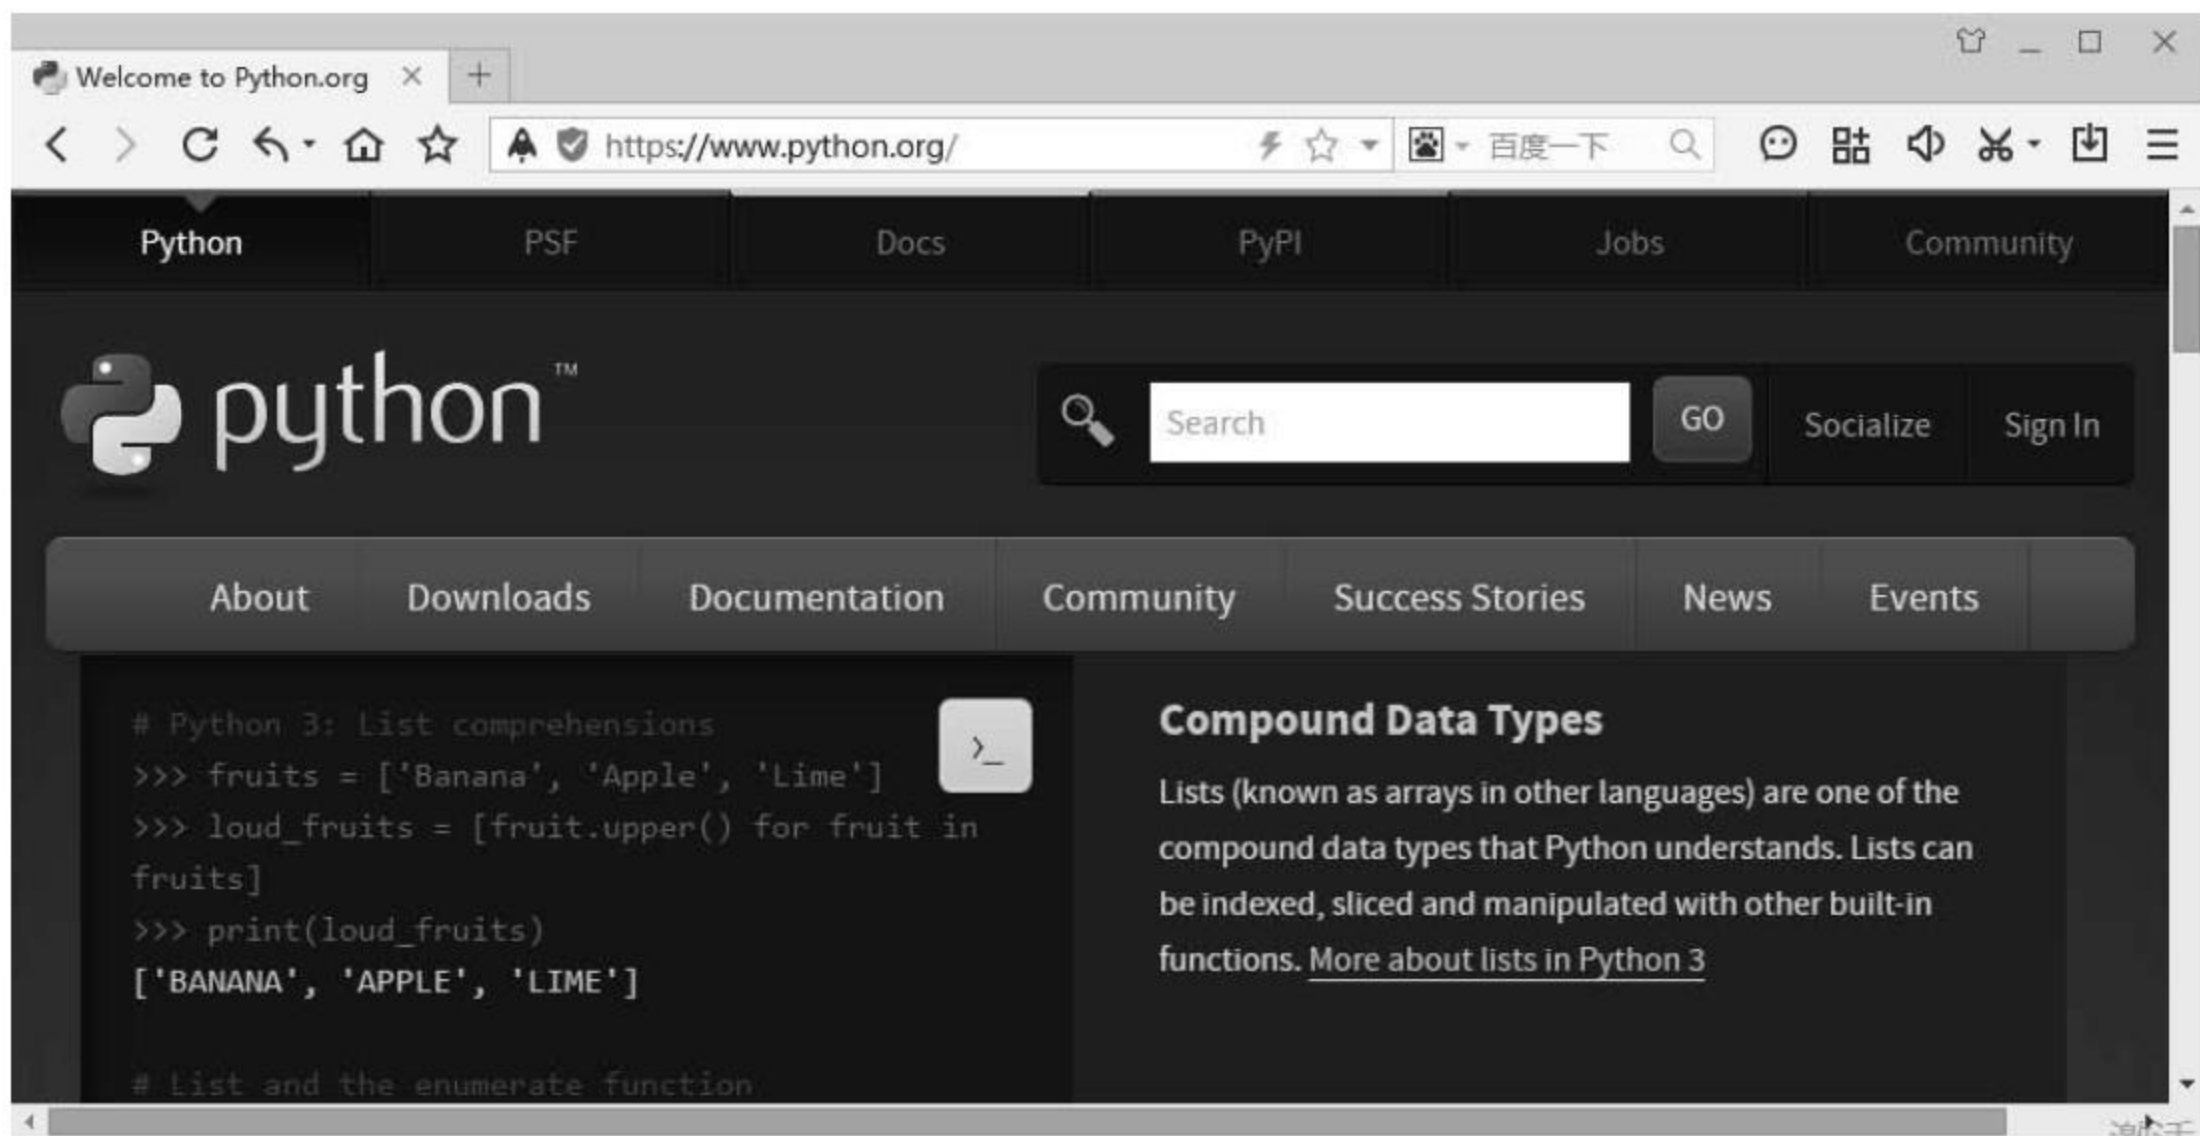 Welcome to Python.org
https://www.python.org/
百度一下
Python PSF Docs PyPI Jobs Community
python™
Search GO Socialize Sign In
About Downloads Documentation Community Success Stories News Events
# Python 3: List comprehensions
>>> fruits = ['Banana', 'Apple', 'Lime']
>>> loud_fruits = [fruit.upper() for fruit in
fruits]
>>> print(loud_fruits)
['BANANA', 'APPLE', 'LIME']
# List and the enumerate function
>_
Compound Data Types
Lists (known as arrays in other languages) are one of the
compound data types that Python understands. Lists can
be indexed, sliced and manipulated with other built-in
functions. More about lists in Python 3